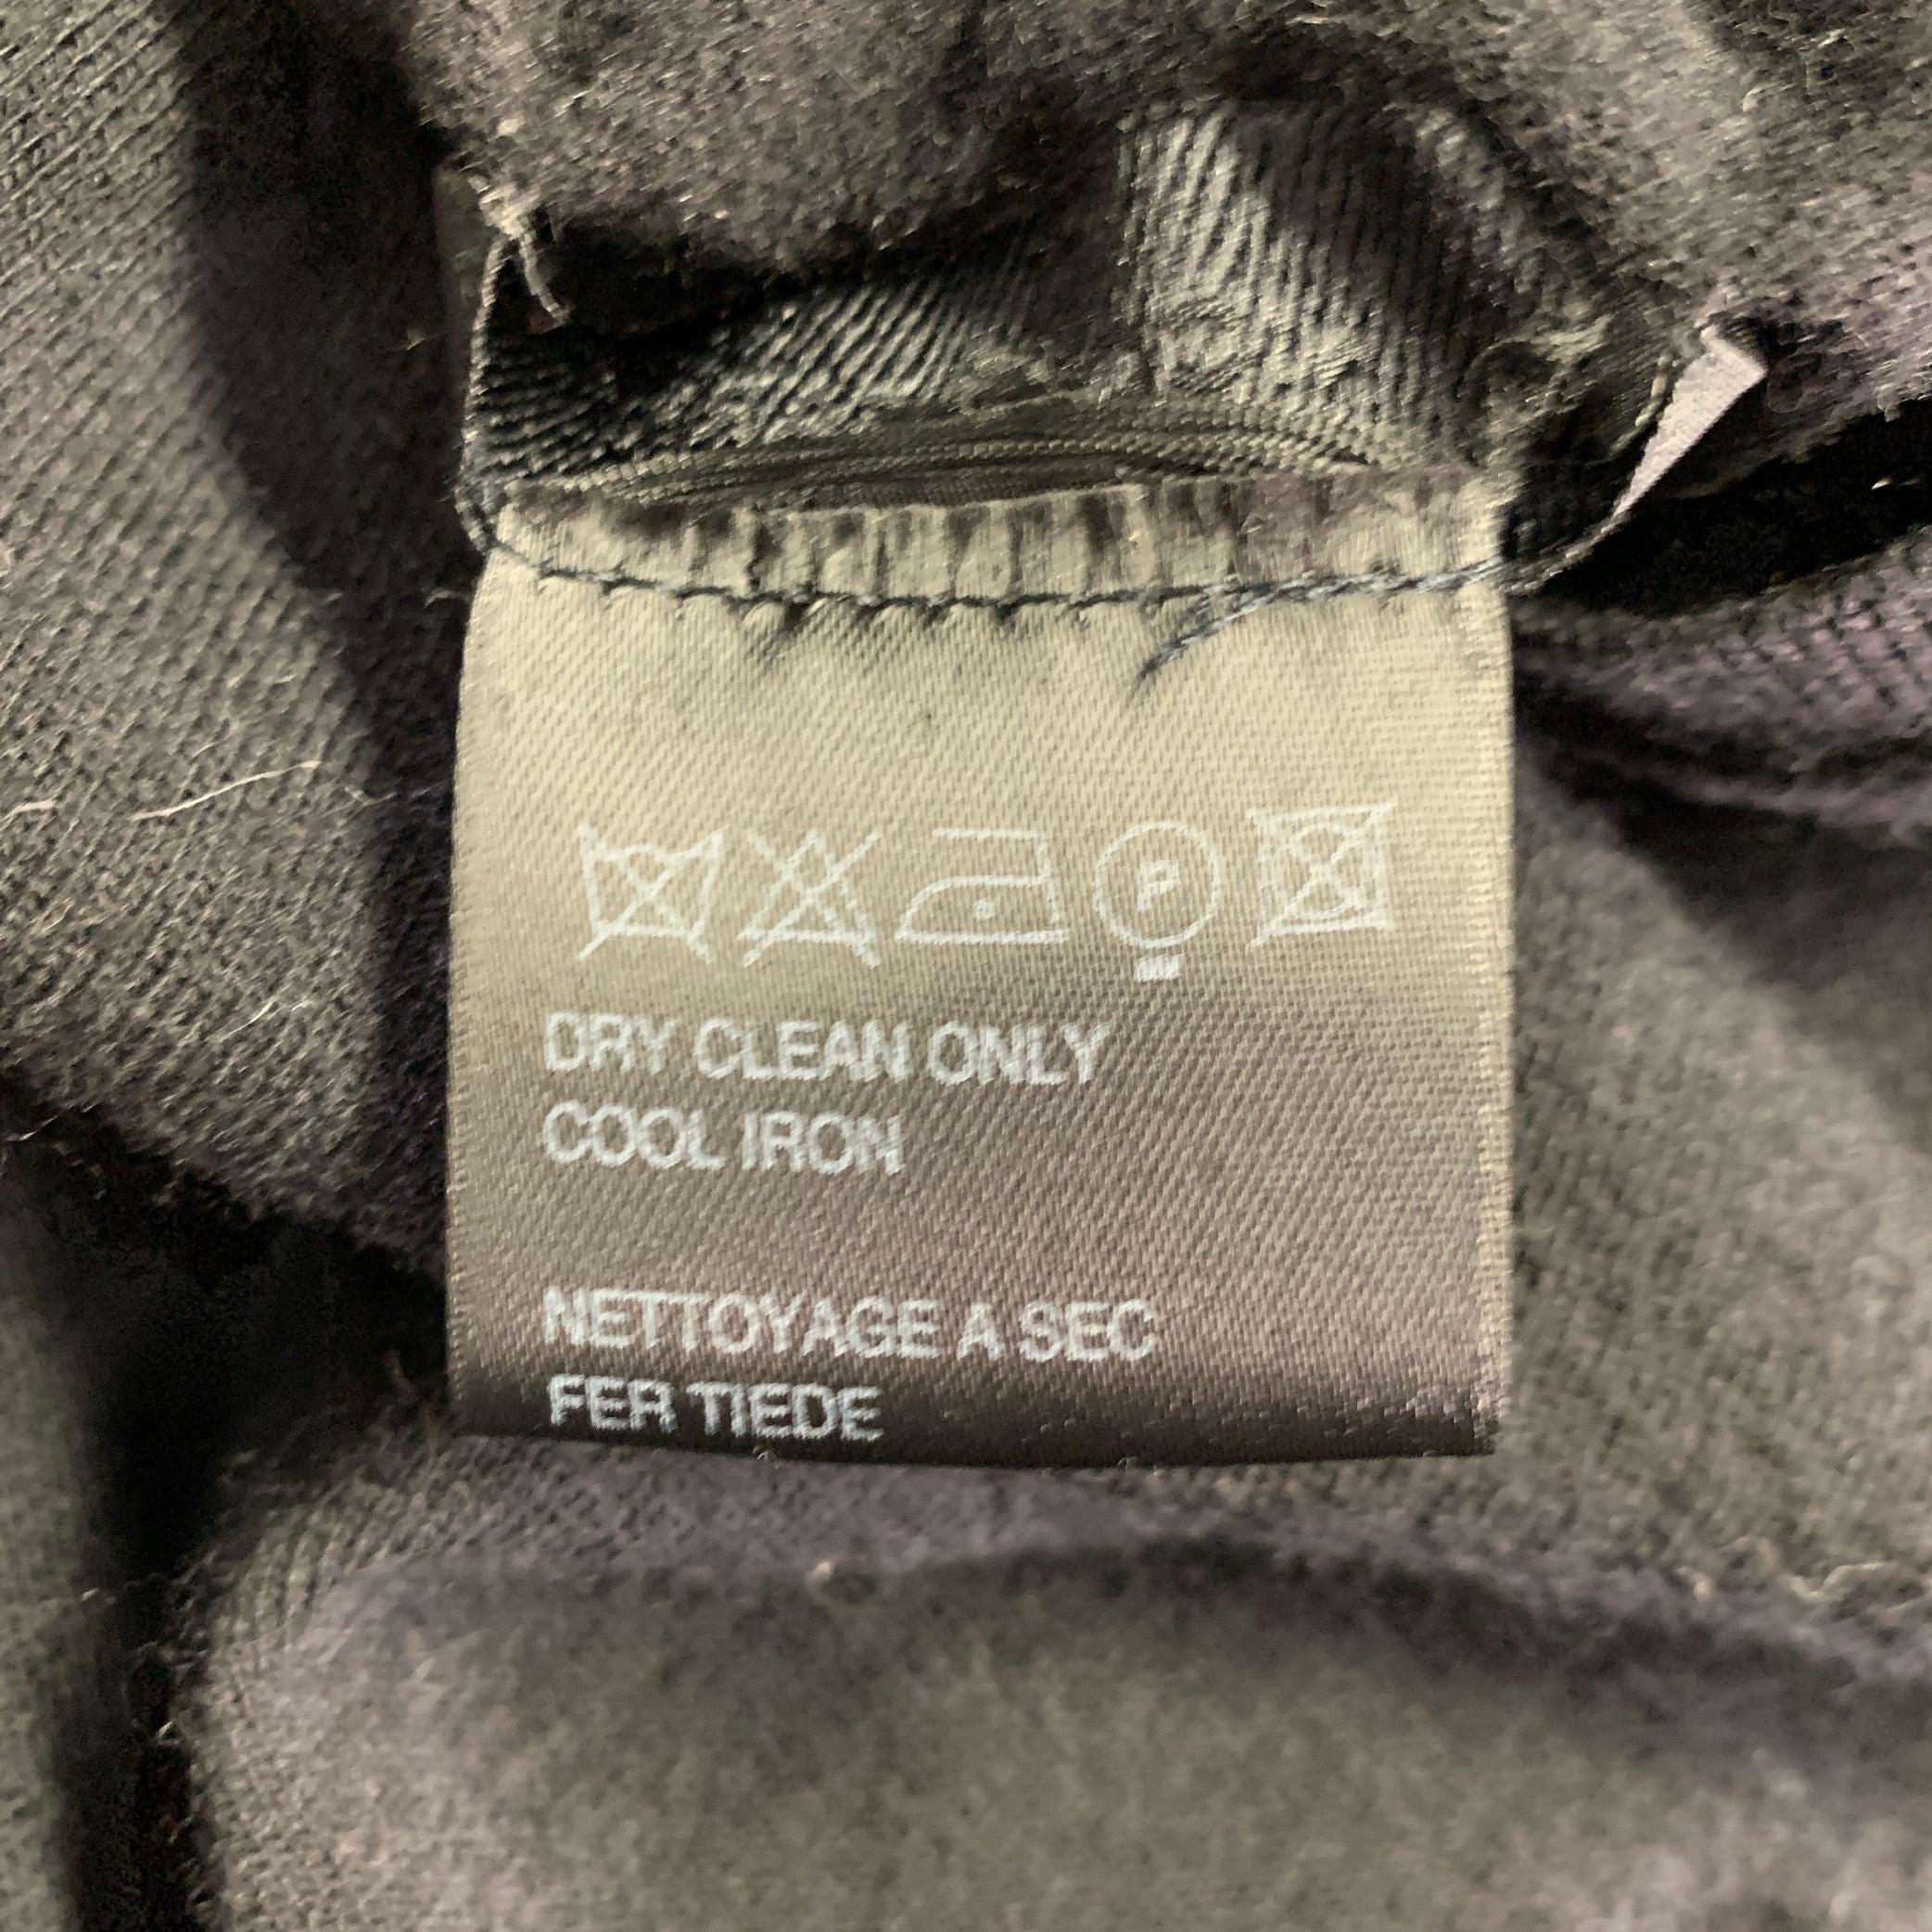 P
DRY CLEAN ONLY
COOL IRON
NETTOYAGE A SEC
FER TIEDE